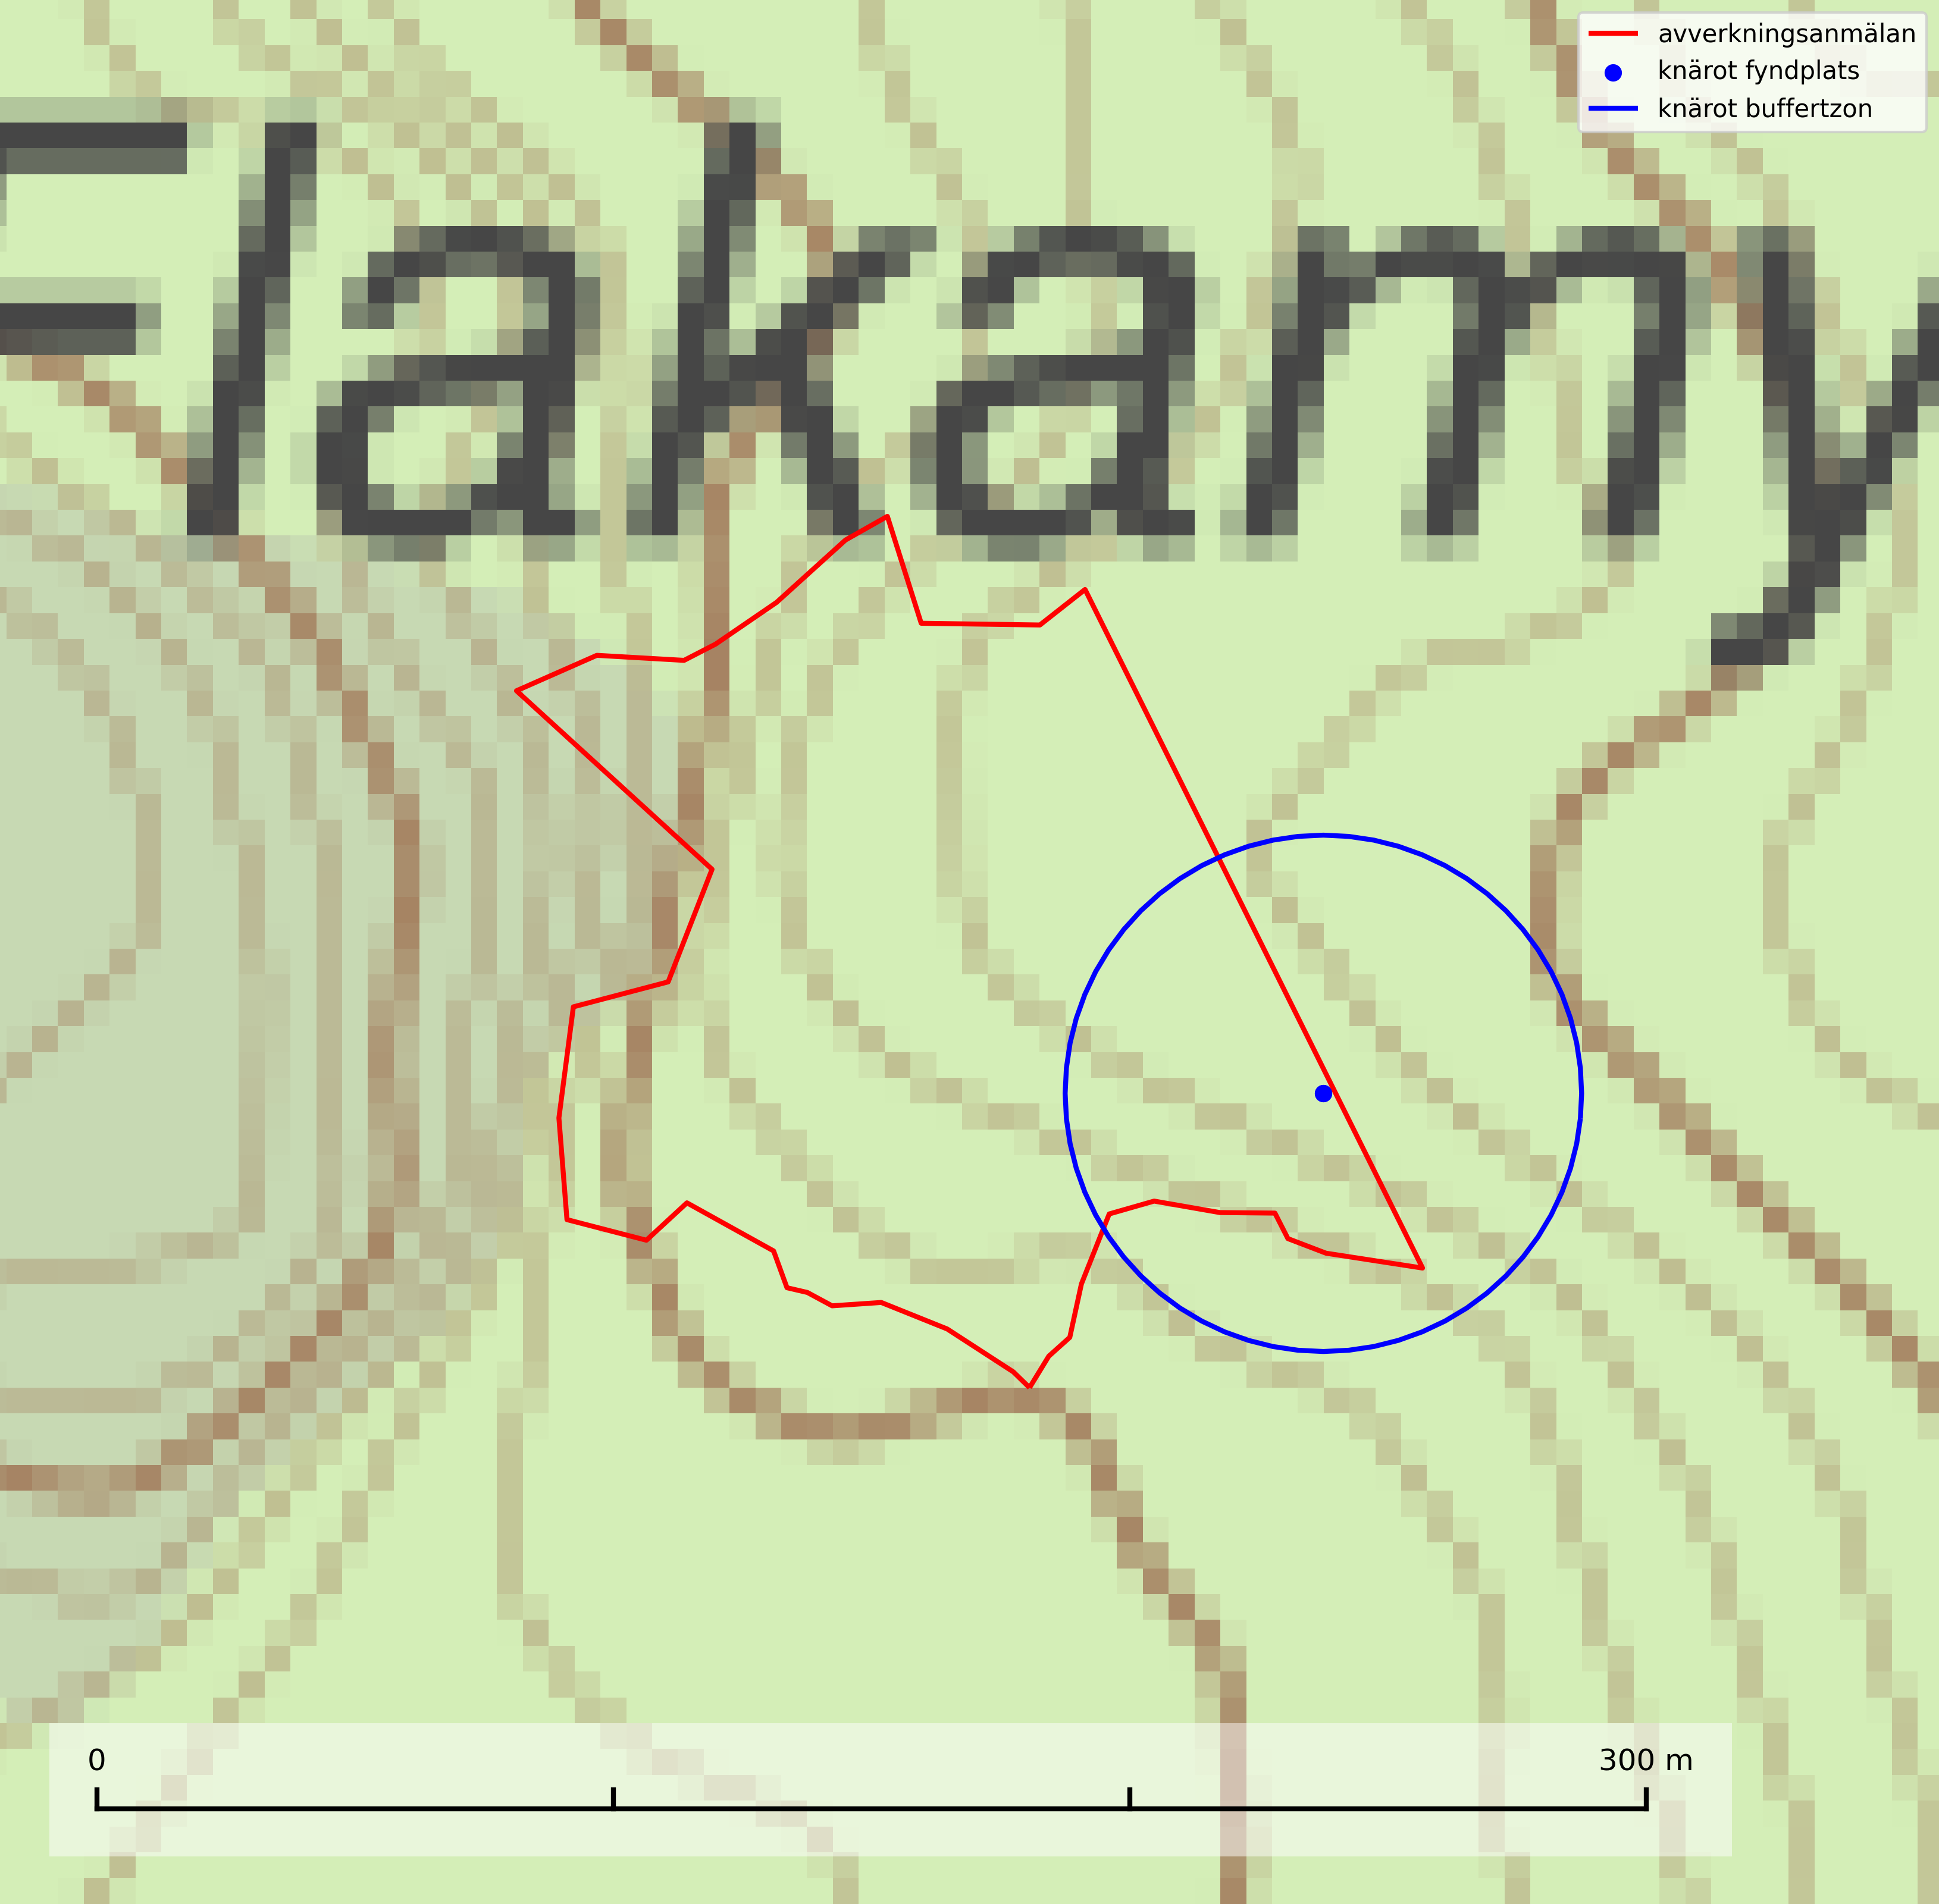 avverkningsanmälan
knärot fyndplats
knärot buffertzon
0 300 m